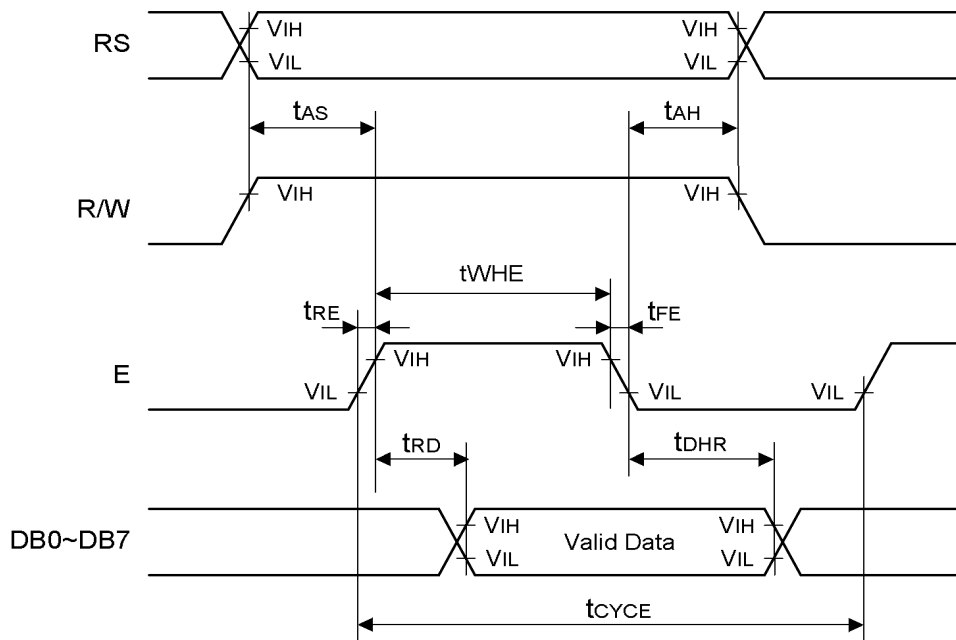 RS
VIH
VIH
VIL
VIL
tAS
tAH
R/W
VIH
VIH
tWHE
tRE
tFE
E
VIH
VIH
VIL
VIL
VIL
tRD
tDHR
DB0~DB7
VIH
Valid Data
VIH
VIL
VIL
tCYCE